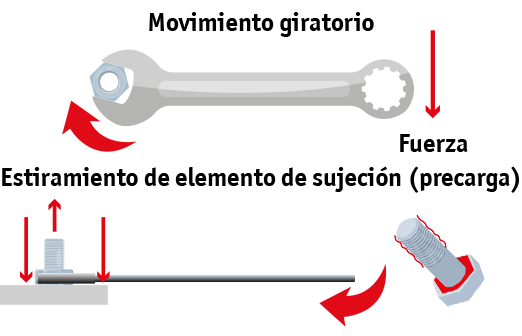 Movimiento giratorio
Fuerza
Estiramiento de elemento de sujeción (precarga)